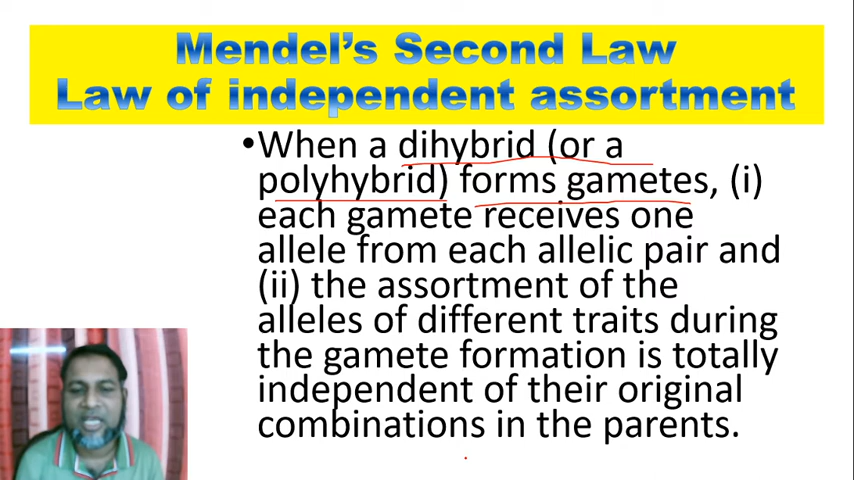 Mendel's Second Law
Law of independent assortment
•When a dihybrid (or a
polyhybrid) forms gametes, (i)
each gamete receives one
allele from each allelic pair and
(ii) the assortment of the
alleles of different traits during
the gamete formation is totally
independent of their original
combinations in the parents.